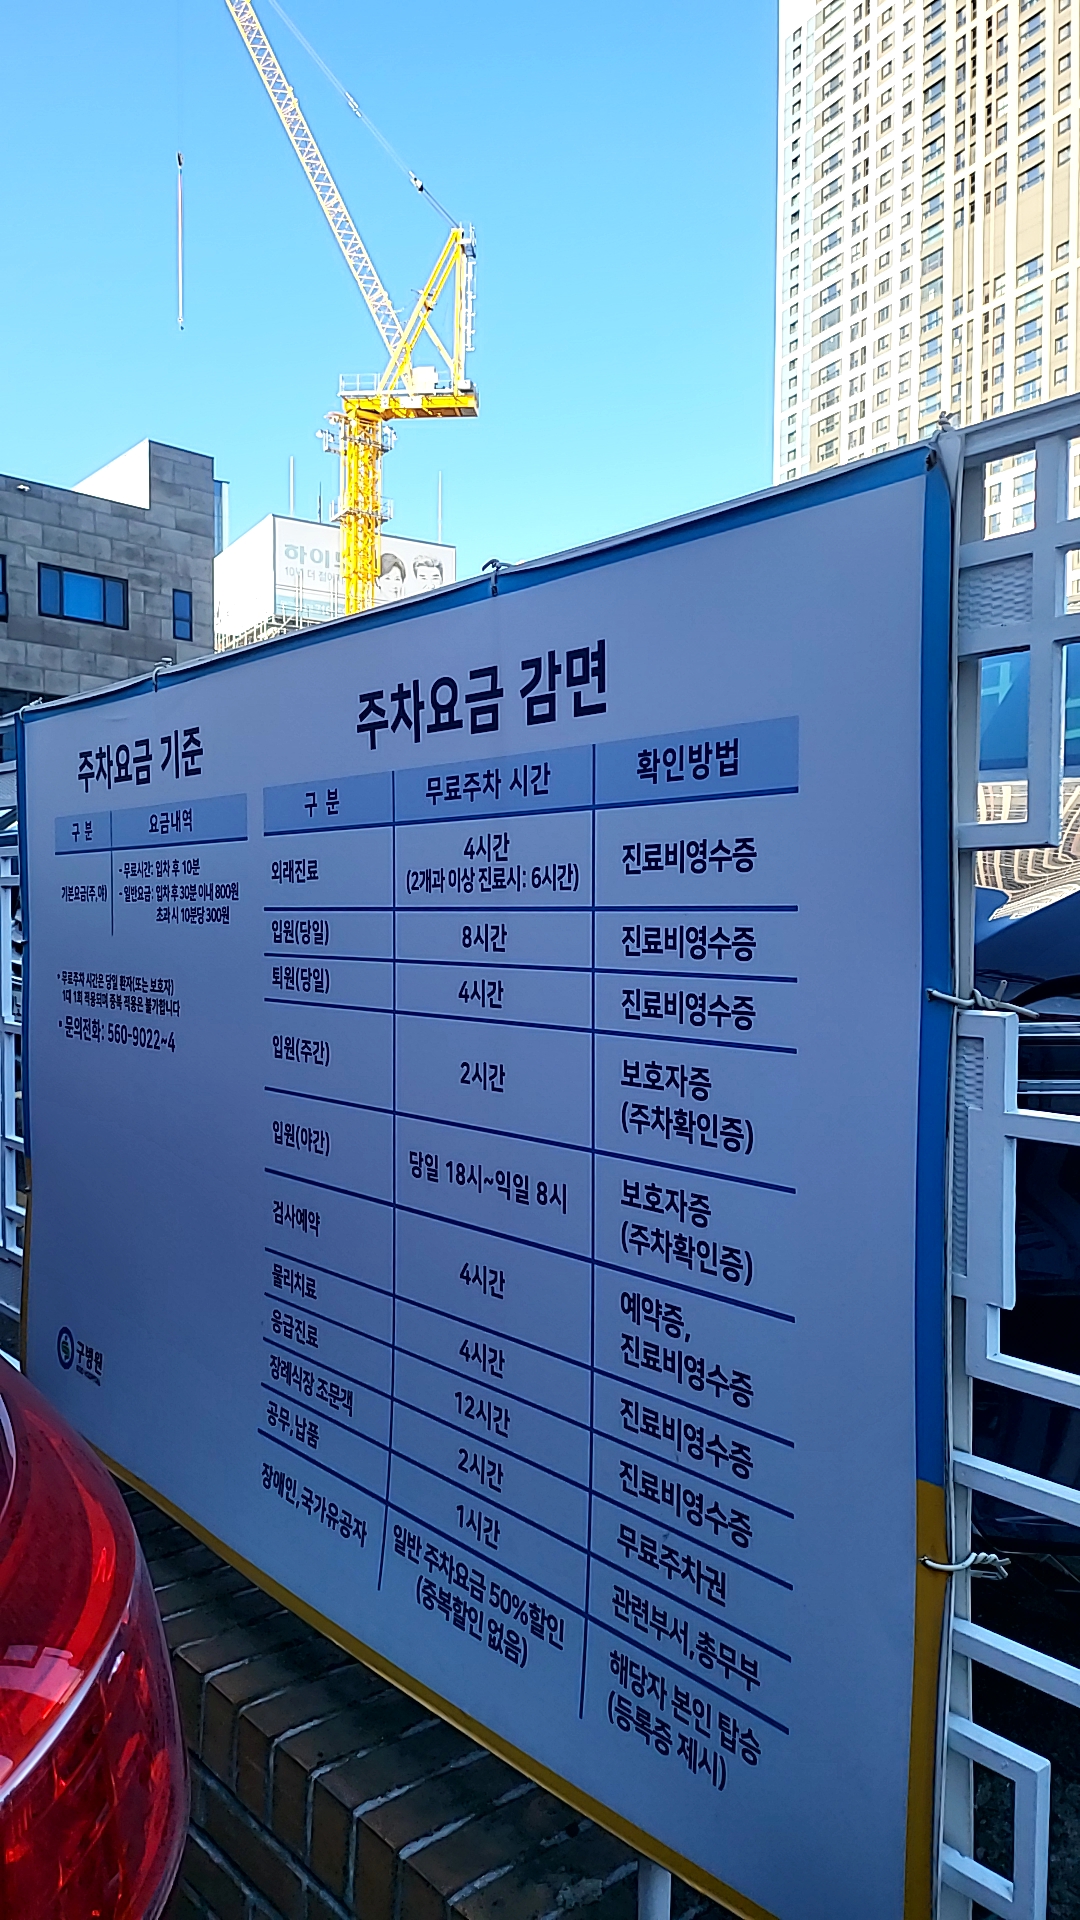 하이
10년 더 젊어
주차요금 기준
구 분 요금내역
기본요금(주,야)
- 무료시간: 입차 후 10분
- 일반요금: 입차 후 30분 이내 800원
초과 시 10분당 300원
* 무료주차 시간은 당일 환자(또는 보호자)
1대 1회 적용되며 중복 적용은 불가합니다
* 문의전화: 560-9022~4
구병원
주차요금 감면
구 분 무료주차 시간 확인방법
외래진료 4시간 진료비영수증
(2개과 이상 진료시: 6시간)
입원(당일) 8시간 진료비영수증
퇴원(당일) 4시간 진료비영수증
입원(주간) 2시간 보호자증
(주차확인증)
입원(야간) 당일 18시~익일 8시 보호자증
(주차확인증)
검사예약 4시간 예약증,
진료비영수증
물리치료 4시간 진료비영수증
응급진료 12시간 진료비영수증
장례식장 조문객 2시간 무료주차권
공무,납품 1시간 관련부서,총무부
장애인,국가유공자 일반 주차요금 50%할인 해당자 본인 탑승
(중복할인 없음) (등록증 제시)